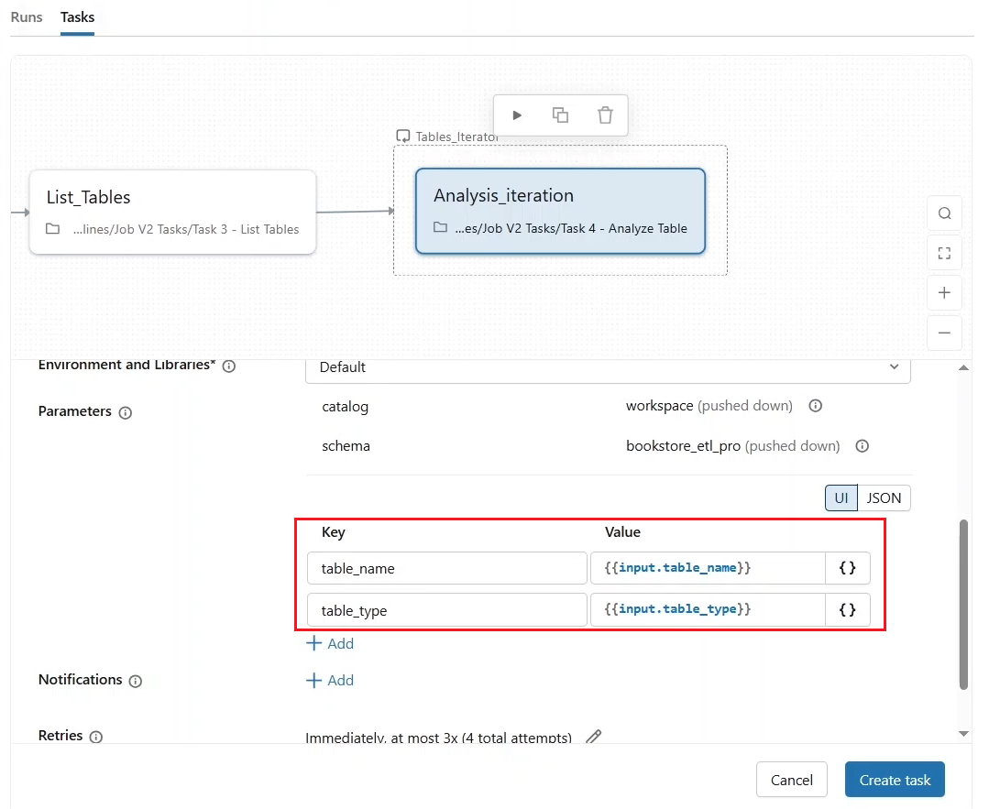 Runs Tasks
Tables_Iterator
List_Tables
...lines/Job V2 Tasks/Task 3 - List Tables
Analysis_iteration
...es/Job V2 Tasks/Task 4 - Analyze Table
Environment and Libraries* Default
Parameters catalog workspace (pushed down)
schema bookstore_etl_pro (pushed down)
UI JSON
Key Value
table_name {{input.table_name}} {}
table_type {{input.table_type}} {}
+ Add
Notifications + Add
Retries Immediately, at most 3x (4 total attempts)
Cancel Create task